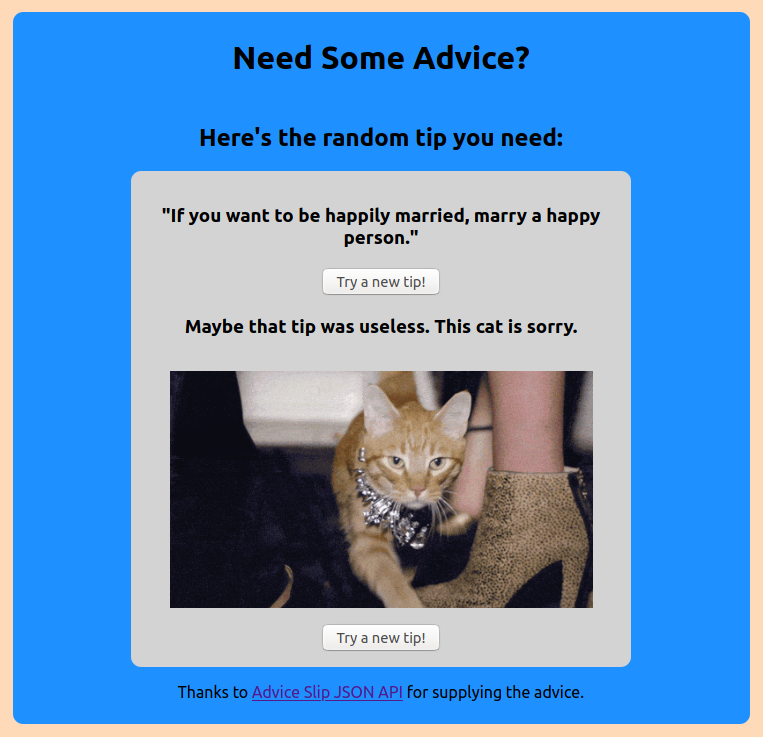 Need Some Advice?
Here's the random tip you need:
"If you want to be happily married, marry a happy
person."
Try a new tip!
Maybe that tip was useless. This cat is sorry.
Try a new tip!
Thanks to Advice Slip JSON API for supplying the advice.